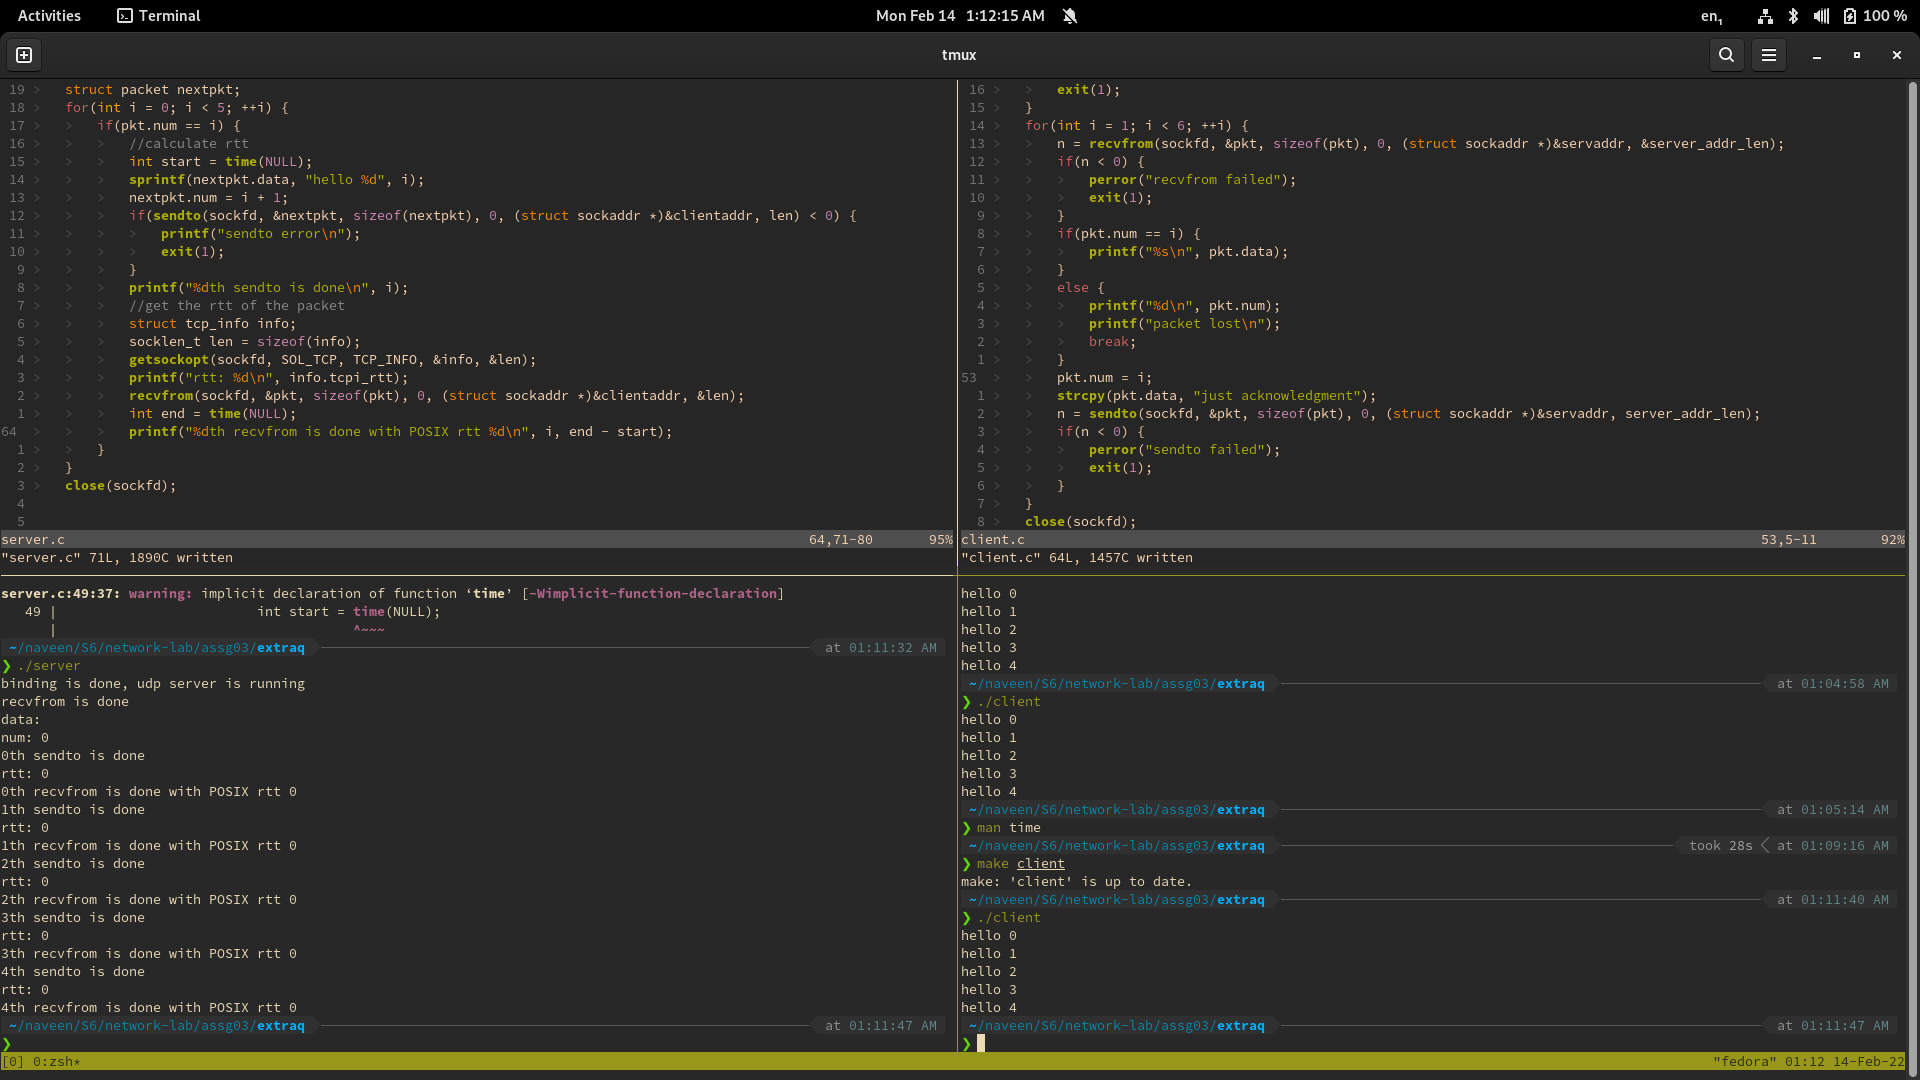 Activities Terminal Mon Feb 14 1:12:15 AM en1 100 %
tmux
19 > struct packet nextpkt;
18 > for(int i = 0; i < 5; ++i) {
17 > > if(pkt.num == i) {
16 > > > //calculate rtt
15 > > > int start = time(NULL);
14 > > > sprintf(nextpkt.data, "hello %d", i);
13 > > > nextpkt.num = i + 1;
12 > > > if(sendto(sockfd, &nextpkt, sizeof(nextpkt), 0, (struct sockaddr *)&clientaddr, len) < 0) {
11 > > > > printf("sendto error\n");
10 > > > > exit(1);
9 > > > }
8 > > > printf("%dth sendto is done\n", i);
7 > > > //get the rtt of the packet
6 > > > struct tcp_info info;
5 > > > socklen_t len = sizeof(info);
4 > > > getsockopt(sockfd, SOL_TCP, TCP_INFO, &info, &len);
3 > > > printf("rtt: %d\n", info.tcpi_rtt);
2 > > > recvfrom(sockfd, &pkt, sizeof(pkt), 0, (struct sockaddr *)&clientaddr, &len);
1 > > > int end = time(NULL);
64 > > > printf("%dth recvfrom is done with POSIX rtt %d\n", i, end - start);
1 > > }
2 > }
3 > close(sockfd);
4
5
server.c 64,71-80 95%
"server.c" 71L, 1890C written
16 > > exit(1);
15 > }
14 > for(int i = 1; i < 6; ++i) {
13 > > n = recvfrom(sockfd, &pkt, sizeof(pkt), 0, (struct sockaddr *)&servaddr, &server_addr_len);
12 > > if(n < 0) {
11 > > > perror("recvfrom failed");
10 > > > exit(1);
9 > > }
8 > > if(pkt.num == i) {
7 > > > printf("%s\n", pkt.data);
6 > > }
5 > > else {
4 > > > printf("%d\n", pkt.num);
3 > > > printf("packet lost\n");
2 > > > break;
1 > > }
53 > > pkt.num = i;
1 > > strcpy(pkt.data, "just acknowledgment");
2 > > n = sendto(sockfd, &pkt, sizeof(pkt), 0, (struct sockaddr *)&servaddr, server_addr_len);
3 > > if(n < 0) {
4 > > > perror("sendto failed");
5 > > > exit(1);
6 > > }
7 > }
8 > close(sockfd);
client.c 53,5-11 92%
"client.c" 64L, 1457C written
server.c:49:37: warning: implicit declaration of function ‘time’ [-Wimplicit-function-declaration]
49 | int start = time(NULL);
| ^~~~
~/naveen/S6/network-lab/assg03/extraq at 01:11:32 AM
❯ ./server
binding is done, udp server is running
recvfrom is done
data:
num: 0
0th sendto is done
rtt: 0
0th recvfrom is done with POSIX rtt 0
1th sendto is done
rtt: 0
1th recvfrom is done with POSIX rtt 0
2th sendto is done
rtt: 0
2th recvfrom is done with POSIX rtt 0
3th sendto is done
rtt: 0
3th recvfrom is done with POSIX rtt 0
4th sendto is done
rtt: 0
4th recvfrom is done with POSIX rtt 0
~/naveen/S6/network-lab/assg03/extraq at 01:11:47 AM
❯
hello 0
hello 1
hello 2
hello 3
hello 4
~/naveen/S6/network-lab/assg03/extraq at 01:04:58 AM
❯ ./client
hello 0
hello 1
hello 2
hello 3
hello 4
~/naveen/S6/network-lab/assg03/extraq at 01:05:14 AM
❯ man time
~/naveen/S6/network-lab/assg03/extraq took 28s < at 01:09:16 AM
❯ make client
make: 'client' is up to date.
~/naveen/S6/network-lab/assg03/extraq at 01:11:40 AM
❯ ./client
hello 0
hello 1
hello 2
hello 3
hello 4
~/naveen/S6/network-lab/assg03/extraq at 01:11:47 AM
❯
[0] 0:zsh* "fedora" 01:12 14-Feb-22